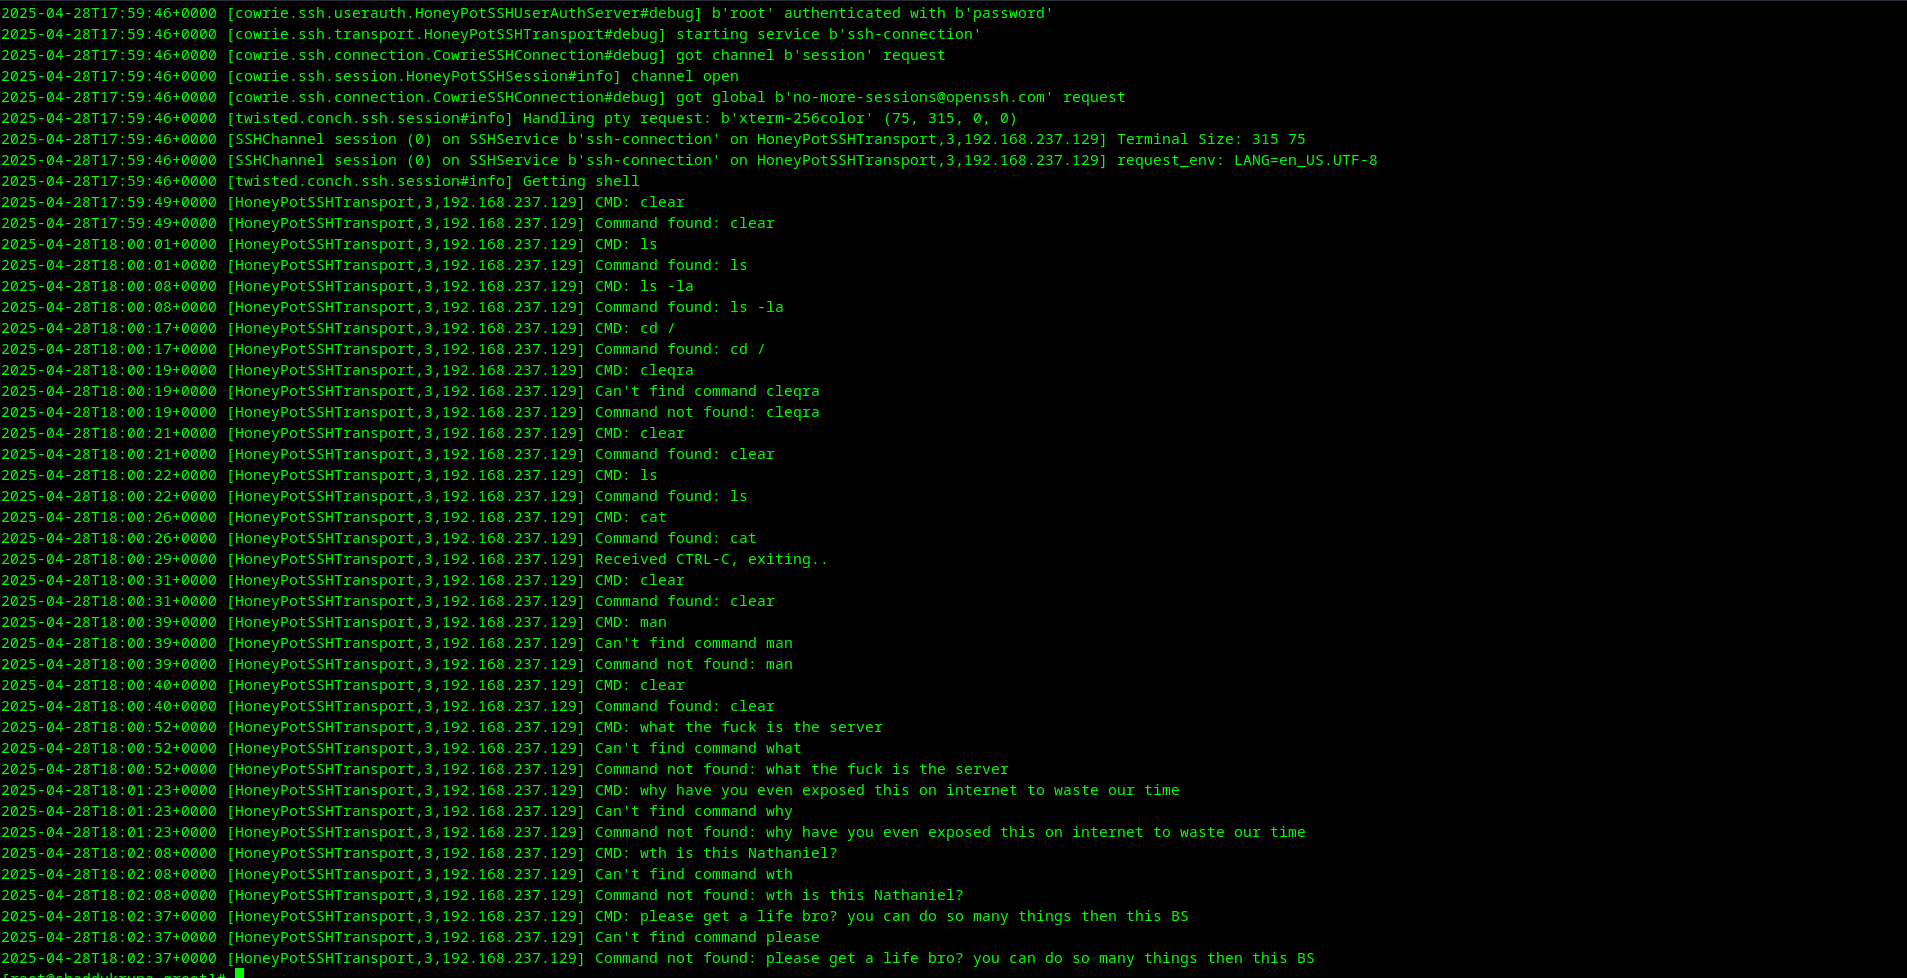 2025-04-28T17:59:46+0000 [cowrie.ssh.userauth.HoneyPotSSHUserAuthServer#debug] b'root' authenticated with b'password'
2025-04-28T17:59:46+0000 [cowrie.ssh.transport.HoneyPotSSHTransport#debug] starting service b'ssh-connection'
2025-04-28T17:59:46+0000 [cowrie.ssh.connection.CowrieSSHConnection#debug] got channel b'session' request
2025-04-28T17:59:46+0000 [cowrie.ssh.session.HoneyPotSSHSession#info] channel open
2025-04-28T17:59:46+0000 [cowrie.ssh.connection.CowrieSSHConnection#debug] got global b'no-more-sessions@openssh.com' request
2025-04-28T17:59:46+0000 [twisted.conch.ssh.session#info] Handling pty request: b'xterm-256color' (75, 315, 0, 0)
2025-04-28T17:59:46+0000 [SSHChannel session (0) on SSHService b'ssh-connection' on HoneyPotSSHTransport,3,192.168.237.129] Terminal Size: 315 75
2025-04-28T17:59:46+0000 [SSHChannel session (0) on SSHService b'ssh-connection' on HoneyPotSSHTransport,3,192.168.237.129] request_env: LANG=en_US.UTF-8
2025-04-28T17:59:46+0000 [twisted.conch.ssh.session#info] Getting shell
2025-04-28T17:59:49+0000 [HoneyPotSSHTransport,3,192.168.237.129] CMD: clear
2025-04-28T17:59:49+0000 [HoneyPotSSHTransport,3,192.168.237.129] Command found: clear
2025-04-28T18:00:01+0000 [HoneyPotSSHTransport,3,192.168.237.129] CMD: ls
2025-04-28T18:00:01+0000 [HoneyPotSSHTransport,3,192.168.237.129] Command found: ls
2025-04-28T18:00:08+0000 [HoneyPotSSHTransport,3,192.168.237.129] CMD: ls -la
2025-04-28T18:00:08+0000 [HoneyPotSSHTransport,3,192.168.237.129] Command found: ls -la
2025-04-28T18:00:17+0000 [HoneyPotSSHTransport,3,192.168.237.129] CMD: cd /
2025-04-28T18:00:17+0000 [HoneyPotSSHTransport,3,192.168.237.129] Command found: cd /
2025-04-28T18:00:19+0000 [HoneyPotSSHTransport,3,192.168.237.129] CMD: cleqra
2025-04-28T18:00:19+0000 [HoneyPotSSHTransport,3,192.168.237.129] Can't find command cleqra
2025-04-28T18:00:19+0000 [HoneyPotSSHTransport,3,192.168.237.129] Command not found: cleqra
2025-04-28T18:00:21+0000 [HoneyPotSSHTransport,3,192.168.237.129] CMD: clear
2025-04-28T18:00:21+0000 [HoneyPotSSHTransport,3,192.168.237.129] Command found: clear
2025-04-28T18:00:22+0000 [HoneyPotSSHTransport,3,192.168.237.129] CMD: ls
2025-04-28T18:00:22+0000 [HoneyPotSSHTransport,3,192.168.237.129] Command found: ls
2025-04-28T18:00:26+0000 [HoneyPotSSHTransport,3,192.168.237.129] CMD: cat
2025-04-28T18:00:26+0000 [HoneyPotSSHTransport,3,192.168.237.129] Command found: cat
2025-04-28T18:00:29+0000 [HoneyPotSSHTransport,3,192.168.237.129] Received CTRL-C, exiting..
2025-04-28T18:00:31+0000 [HoneyPotSSHTransport,3,192.168.237.129] CMD: clear
2025-04-28T18:00:31+0000 [HoneyPotSSHTransport,3,192.168.237.129] Command found: clear
2025-04-28T18:00:39+0000 [HoneyPotSSHTransport,3,192.168.237.129] CMD: man
2025-04-28T18:00:39+0000 [HoneyPotSSHTransport,3,192.168.237.129] Can't find command man
2025-04-28T18:00:39+0000 [HoneyPotSSHTransport,3,192.168.237.129] Command not found: man
2025-04-28T18:00:40+0000 [HoneyPotSSHTransport,3,192.168.237.129] CMD: clear
2025-04-28T18:00:40+0000 [HoneyPotSSHTransport,3,192.168.237.129] Command found: clear
2025-04-28T18:00:52+0000 [HoneyPotSSHTransport,3,192.168.237.129] CMD: what the fuck is the server
2025-04-28T18:00:52+0000 [HoneyPotSSHTransport,3,192.168.237.129] Can't find command what
2025-04-28T18:00:52+0000 [HoneyPotSSHTransport,3,192.168.237.129] Command not found: what the fuck is the server
2025-04-28T18:01:23+0000 [HoneyPotSSHTransport,3,192.168.237.129] CMD: why have you even exposed this on internet to waste our time
2025-04-28T18:01:23+0000 [HoneyPotSSHTransport,3,192.168.237.129] Can't find command why
2025-04-28T18:01:23+0000 [HoneyPotSSHTransport,3,192.168.237.129] Command not found: why have you even exposed this on internet to waste our time
2025-04-28T18:02:08+0000 [HoneyPotSSHTransport,3,192.168.237.129] CMD: wth is this Nathaniel?
2025-04-28T18:02:08+0000 [HoneyPotSSHTransport,3,192.168.237.129] Can't find command wth
2025-04-28T18:02:08+0000 [HoneyPotSSHTransport,3,192.168.237.129] Command not found: wth is this Nathaniel?
2025-04-28T18:02:37+0000 [HoneyPotSSHTransport,3,192.168.237.129] CMD: please get a life bro? you can do so many things then this BS
2025-04-28T18:02:37+0000 [HoneyPotSSHTransport,3,192.168.237.129] Can't find command please
2025-04-28T18:02:37+0000 [HoneyPotSSHTransport,3,192.168.237.129] Command not found: please get a life bro? you can do so many things then this BS